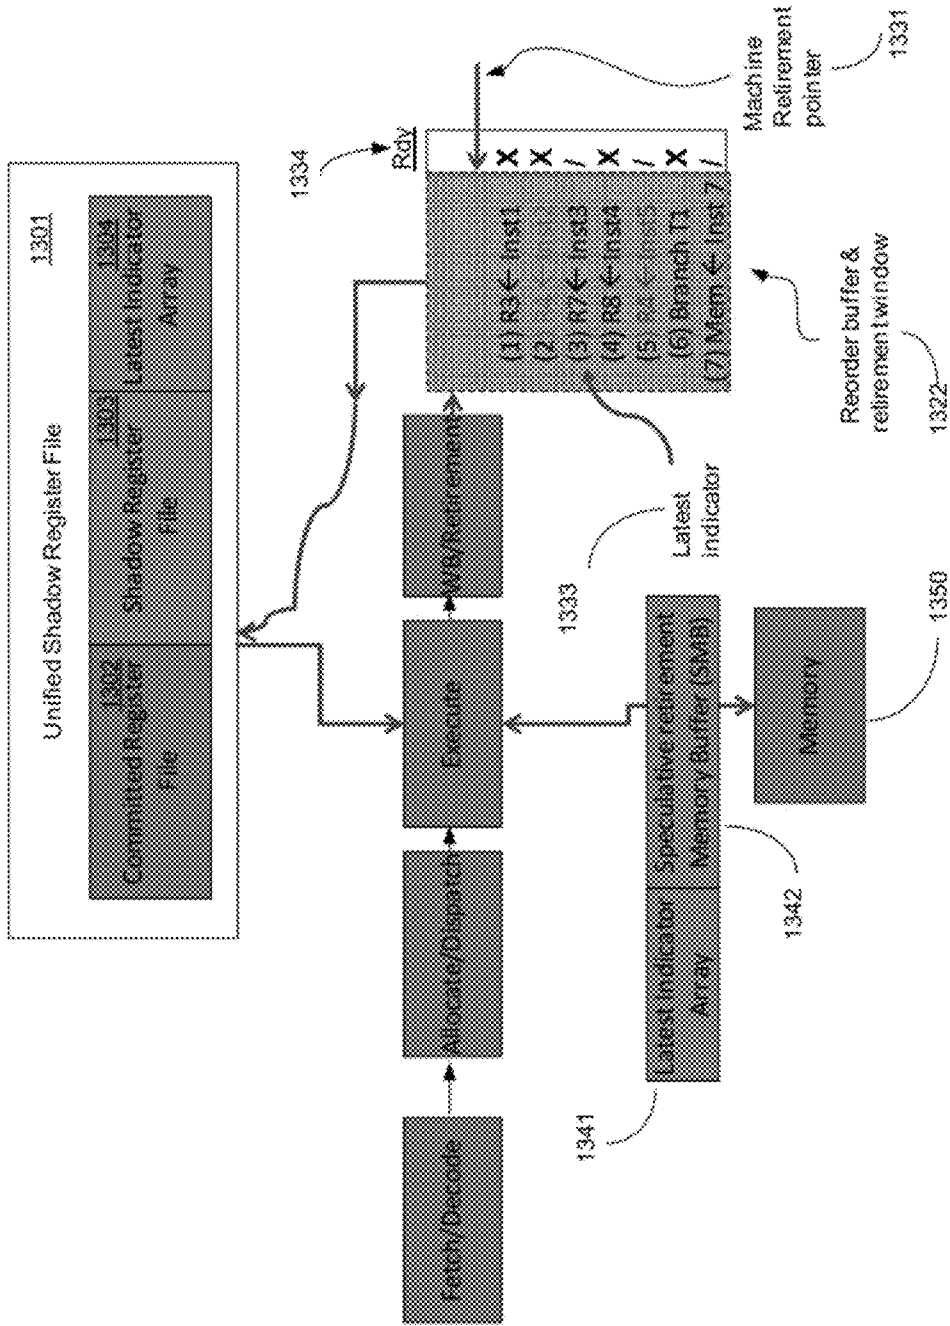 Unified Shadow Register File
1301
1302
1303
1304
Committed Register
File
Shadow Register
File
Latest Indicator
Array
Fetch/Decode
Allocate/Dispatch
Execute
WB/Retirement
1334
Rdy
(1) R3←Inst1 X
(2 X
(3) R7←Inst3 /
(4) R8←Inst4 X
(5 /
(6) Branch T1 X
(7) Mem ← Inst 7 /
Machine
Retirement
pointer
1331
Reorder buffer &
retirement window
1322
Latest
indicator
1333
1341
Latest Indicator
Array
Speculative retirement
Memory Buffer (SMB)
1342
Memory
1350